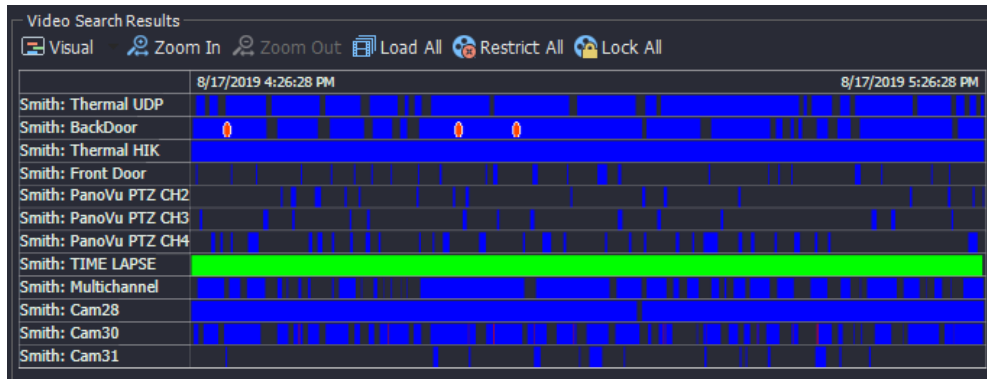 Video Search Results
Visual Zoom In Zoom Out Load All Restrict All Lock All
8/17/2019 4:26:28 PM 8/17/2019 5:26:28 PM
Smith: Thermal UDP
Smith: BackDoor
Smith: Thermal HIK
Smith: Front Door
Smith: PanoVu PTZ CH2
Smith: PanoVu PTZ CH3
Smith: PanoVu PTZ CH4
Smith: TIME LAPSE
Smith: Multichannel
Smith: Cam28
Smith: Cam30
Smith: Cam31